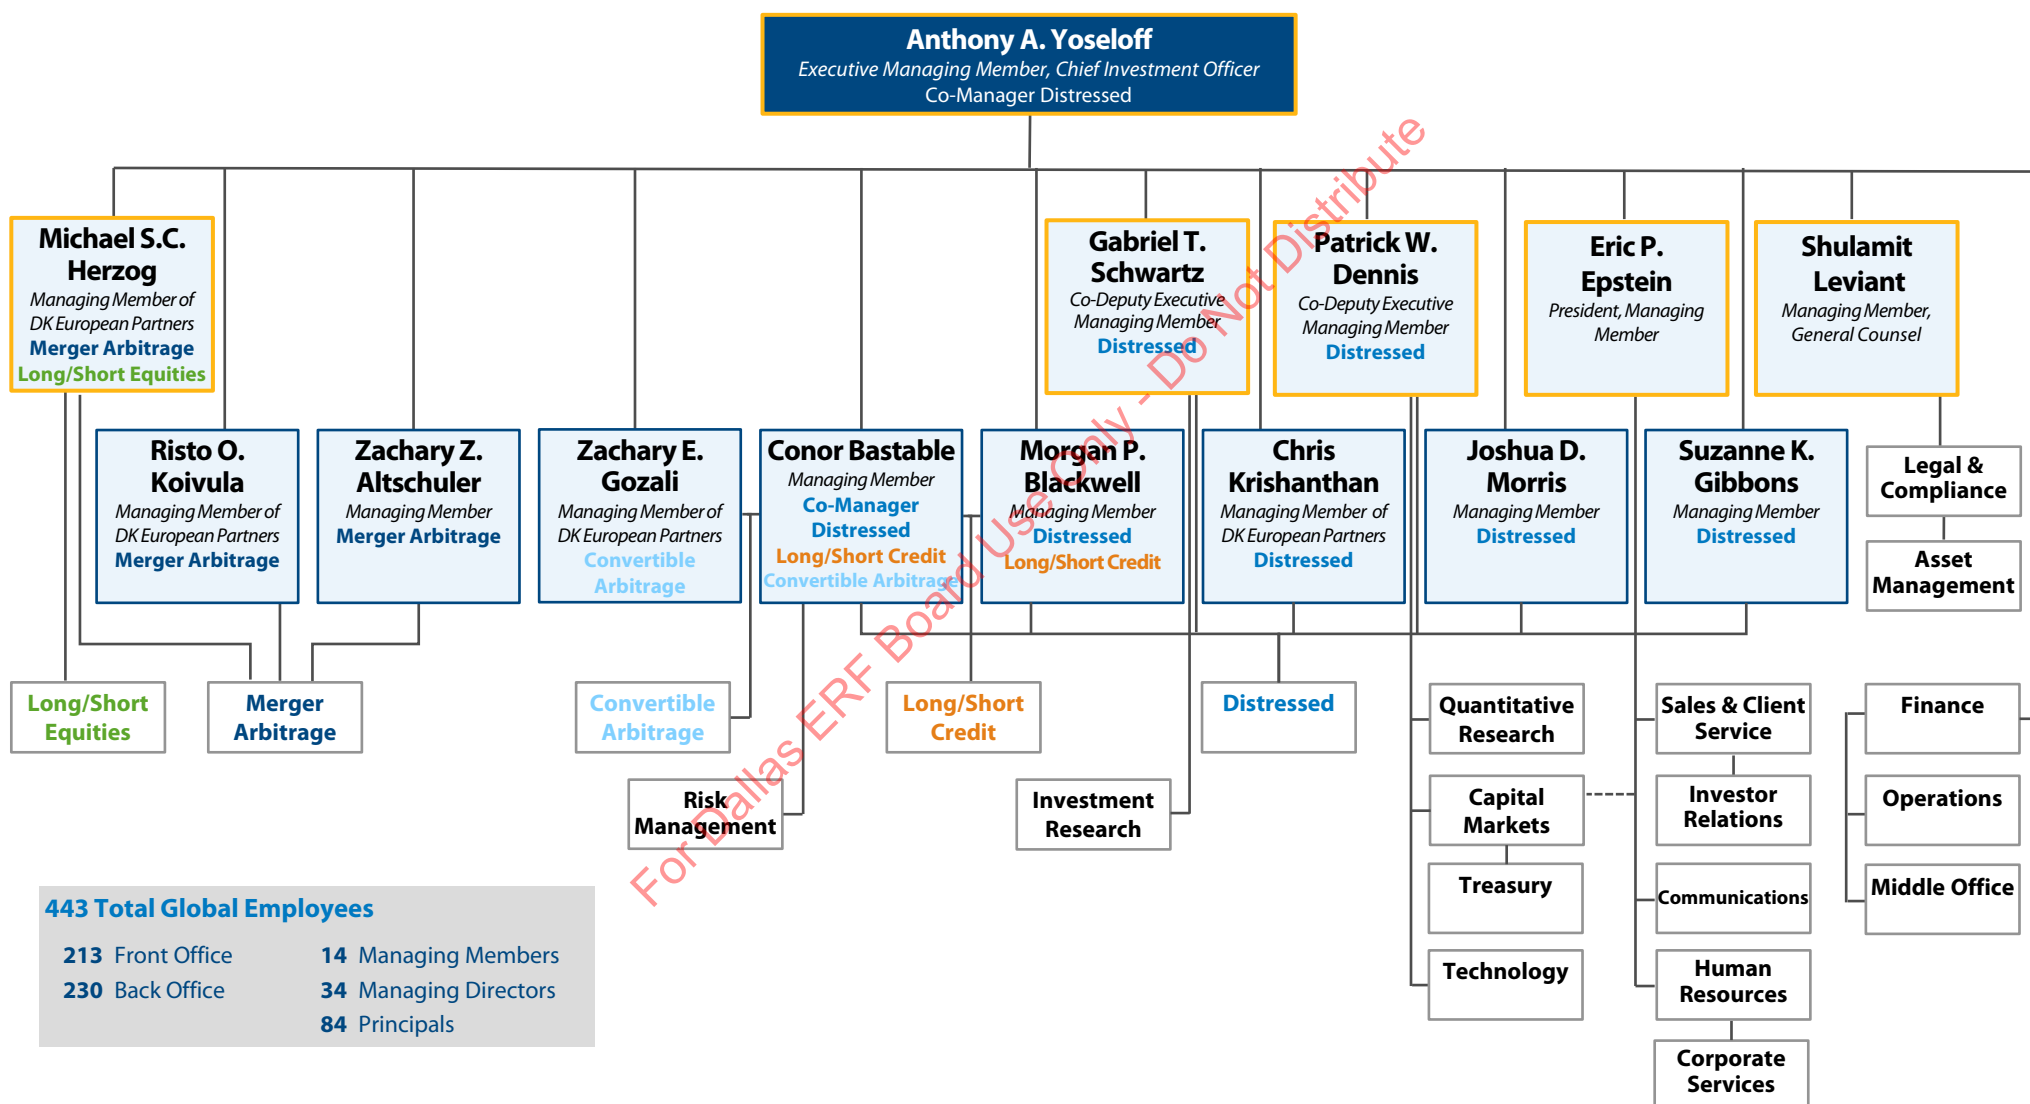 Anthony A. Yoseloff
Executive Managing Member, Chief Investment Officer
Co-Manager Distressed
Michael S.C.
Herzog
Managing Member of
DK European Partners
Merger Arbitrage
Long/Short Equities
Gabriel T.
Schwartz
Co-Deputy Executive
Managing Member
Distressed
Patrick W.
Dennis
Co-Deputy Executive
Managing Member
Distressed
Eric P.
Epstein
President, Managing
Member
Shulamit
Leviant
Managing Member,
General Counsel
Risto O.
Koivula
Managing Member of
DK European Partners
Merger Arbitrage
Zachary Z.
Altschuler
Managing Member
Merger Arbitrage
Zachary E.
Gozali
Managing Member of
DK European Partners
Convertible
Arbitrage
Conor Bastable
Managing Member
Co-Manager
Distressed
Long/Short Credit
Convertible Arbitrage
Morgan P.
Blackwell
Managing Member
Distressed
Long/Short Credit
Chris
Krishanthan
Managing Member of
DK European Partners
Distressed
Joshua D.
Morris
Managing Member
Distressed
Suzanne K.
Gibbons
Managing Member
Distressed
Legal &
Compliance
Asset
Management
Long/Short
Equities
Merger
Arbitrage
Convertible
Arbitrage
Long/Short
Credit
Distressed
Quantitative
Research
Sales & Client
Service
Finance
Risk
Management
Investment
Research
Capital
Markets
Investor
Relations
Operations
Treasury
Communications
Middle Office
Technology
Human
Resources
Corporate
Services
443 Total Global Employees
213 Front Office
230 Back Office
14 Managing Members
34 Managing Directors
84 Principals
For Dallas ERF Board Use Only - Do Not Distribute